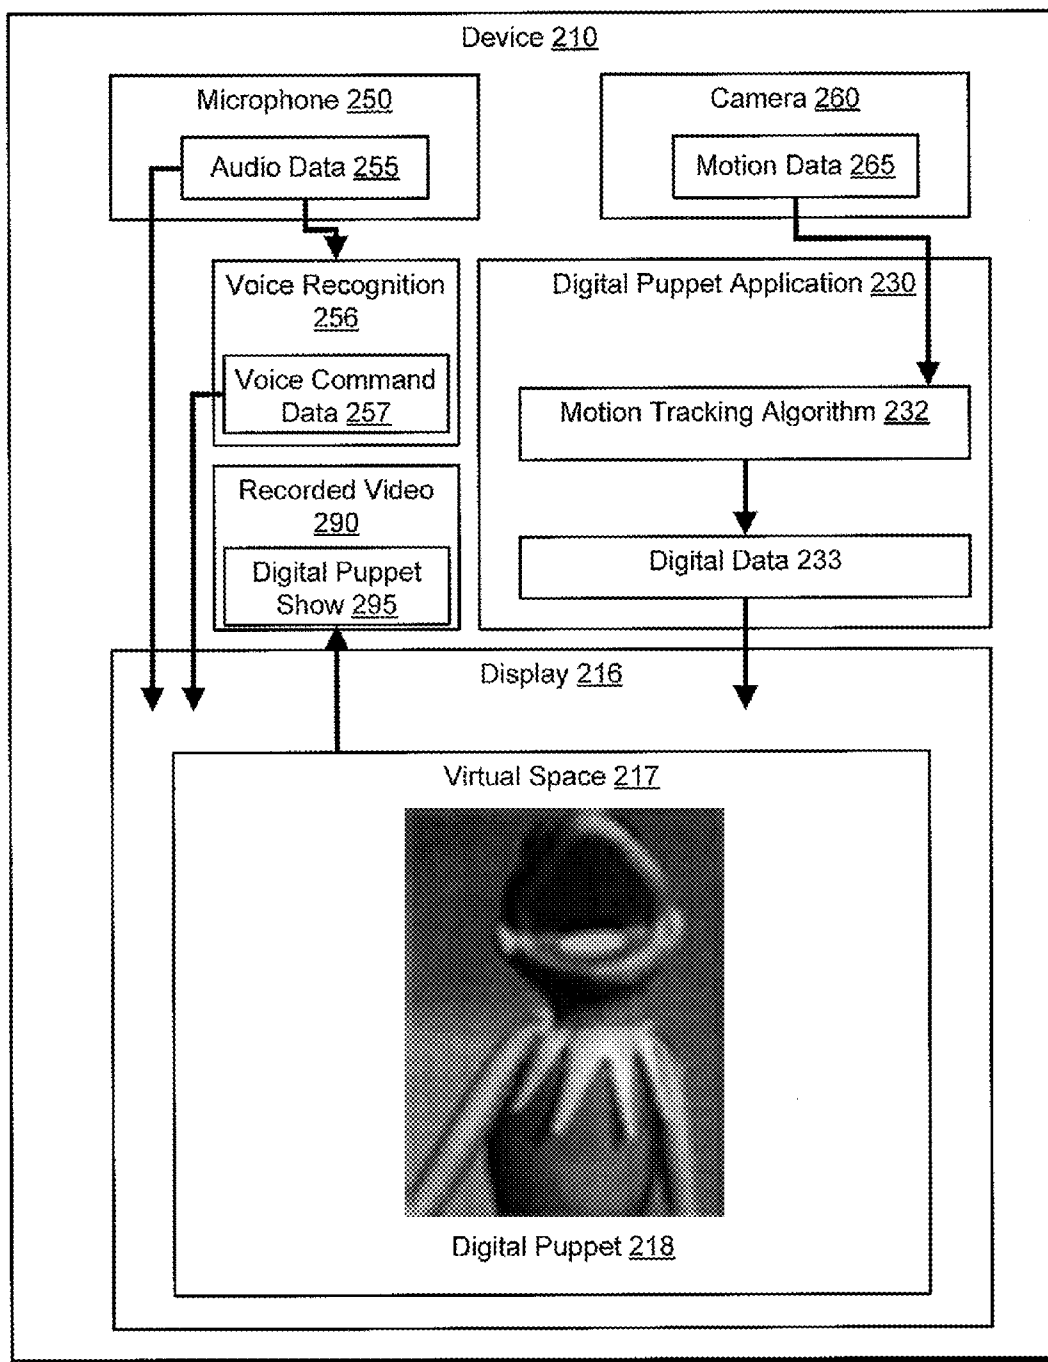 Device 210
Microphone 250
Audio Data 255
Camera 260
Motion Data 265
Voice Recognition
256
Voice Command
Data 257
Digital Puppet Application 230
Motion Tracking Algorithm 232
Digital Data 233
Recorded Video
290
Digital Puppet
Show 295
Display 216
Virtual Space 217
Digital Puppet 218